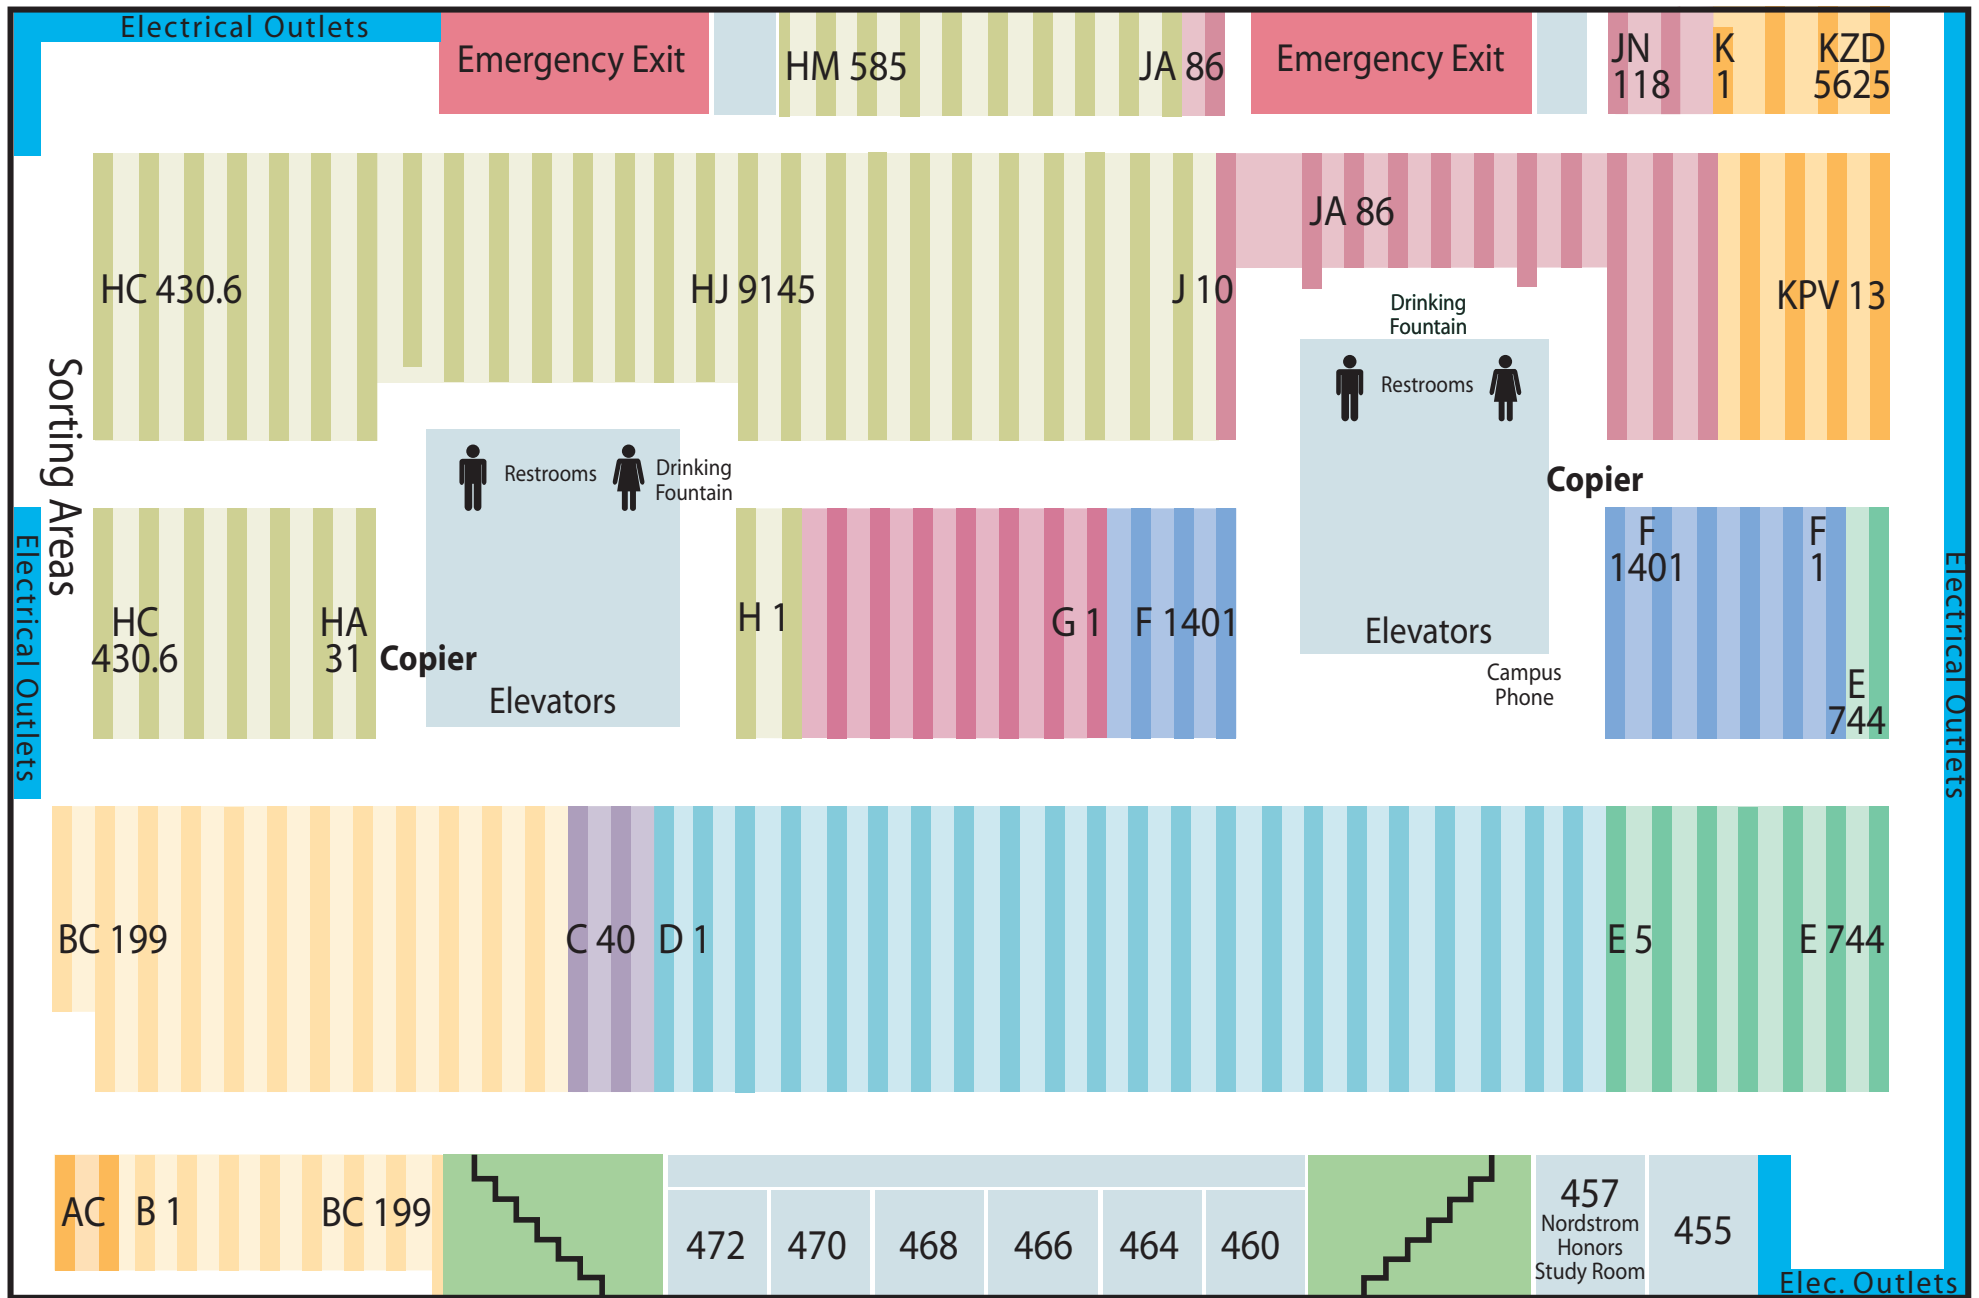 Electrical Outlets
Emergency Exit
HM 585
JA 86
Emergency Exit
JN
118
K
1
KZD
5625
HC 430.6
HJ 9145
J 10
JA 86
KPV 13
Drinking
Fountain
Restrooms
Sorting Areas
Restrooms
Drinking
Fountain
Copier
Electrical Outlets
HC
430.6
HA
31
Copier
Elevators
H 1
G 1
F 1401
Elevators
Campus
Phone
F
1401
F
1
E
744
Electrical Outlets
BC 199
C 40
D 1
E 5
E 744
AC
B 1
BC 199
472
470
468
466
464
460
457
Nordstrom
Honors
Study Room
455
Elec. Outlets